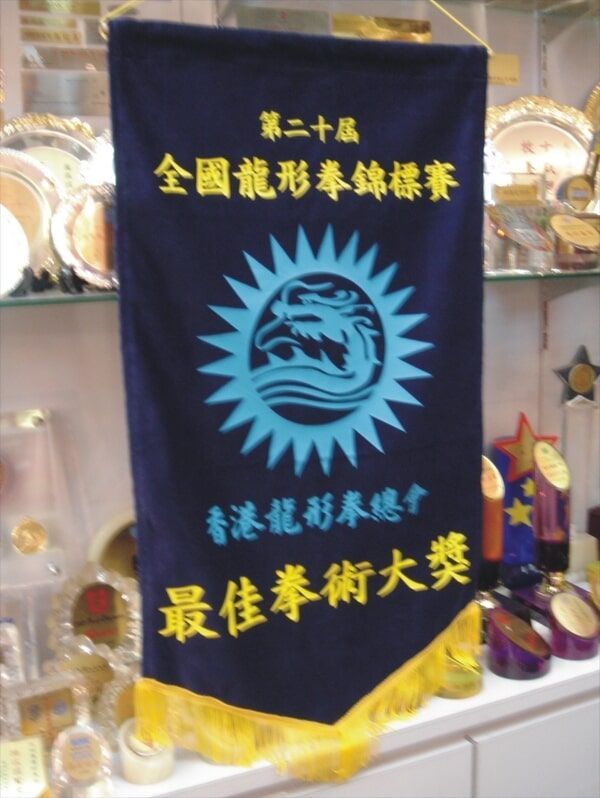 第二十屆
全國龍形拳錦標賽
香港龍形拳總會
最佳拳術大獎